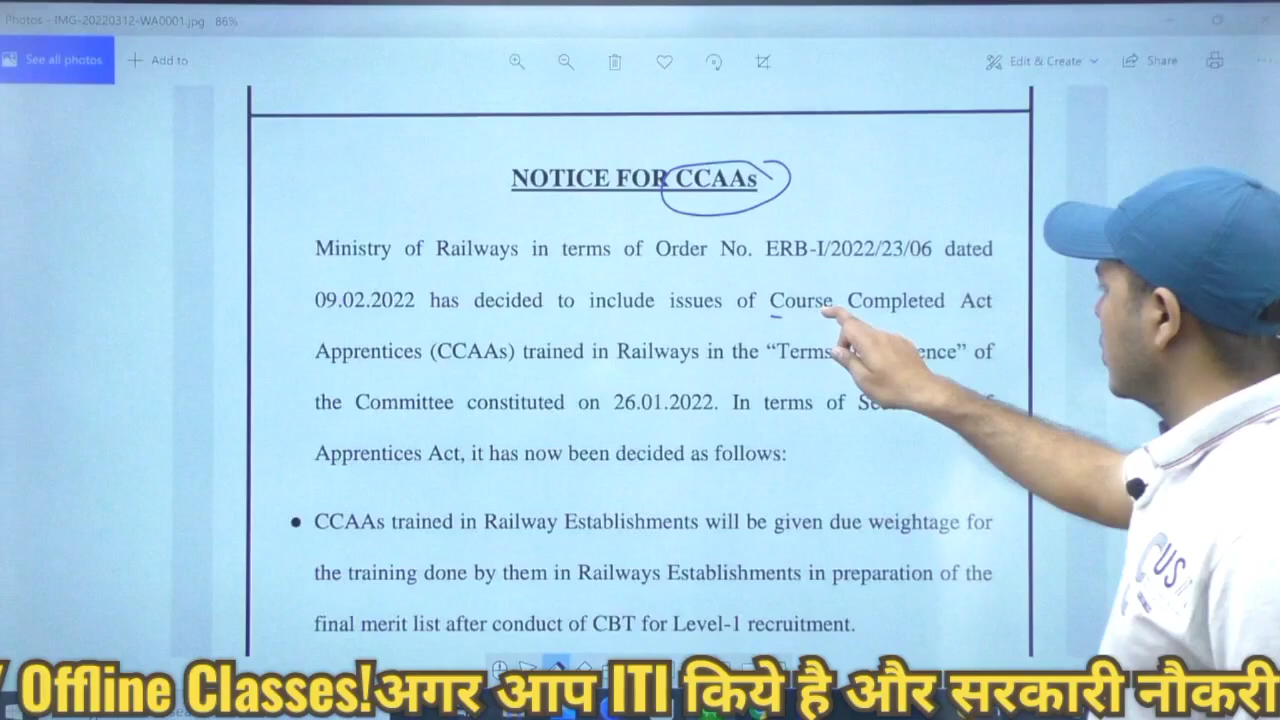 Photos - IMG-20220312-WA0001.jpg 86%
See all photos
Add to
Edit & Create
Share
NOTICE FOR CCAAs
Ministry of Railways in terms of Order No. ERB-I/2022/23/06 dated
09.02.2022 has decided to include issues of Course Completed Act
Apprentices (CCAAs) trained in Railways in the “Terms ” of
the Committee constituted on 26.01.2022. In terms of
Apprentices Act, it has now been decided as follows:
• CCAAs trained in Railway Establishments will be given due weightage for
the training done by them in Railways Establishments in preparation of the
final merit list after conduct of CBT for Level-1 recruitment.
Offline Classes!अगर आप ITI किये है और सरकारी नौकरी